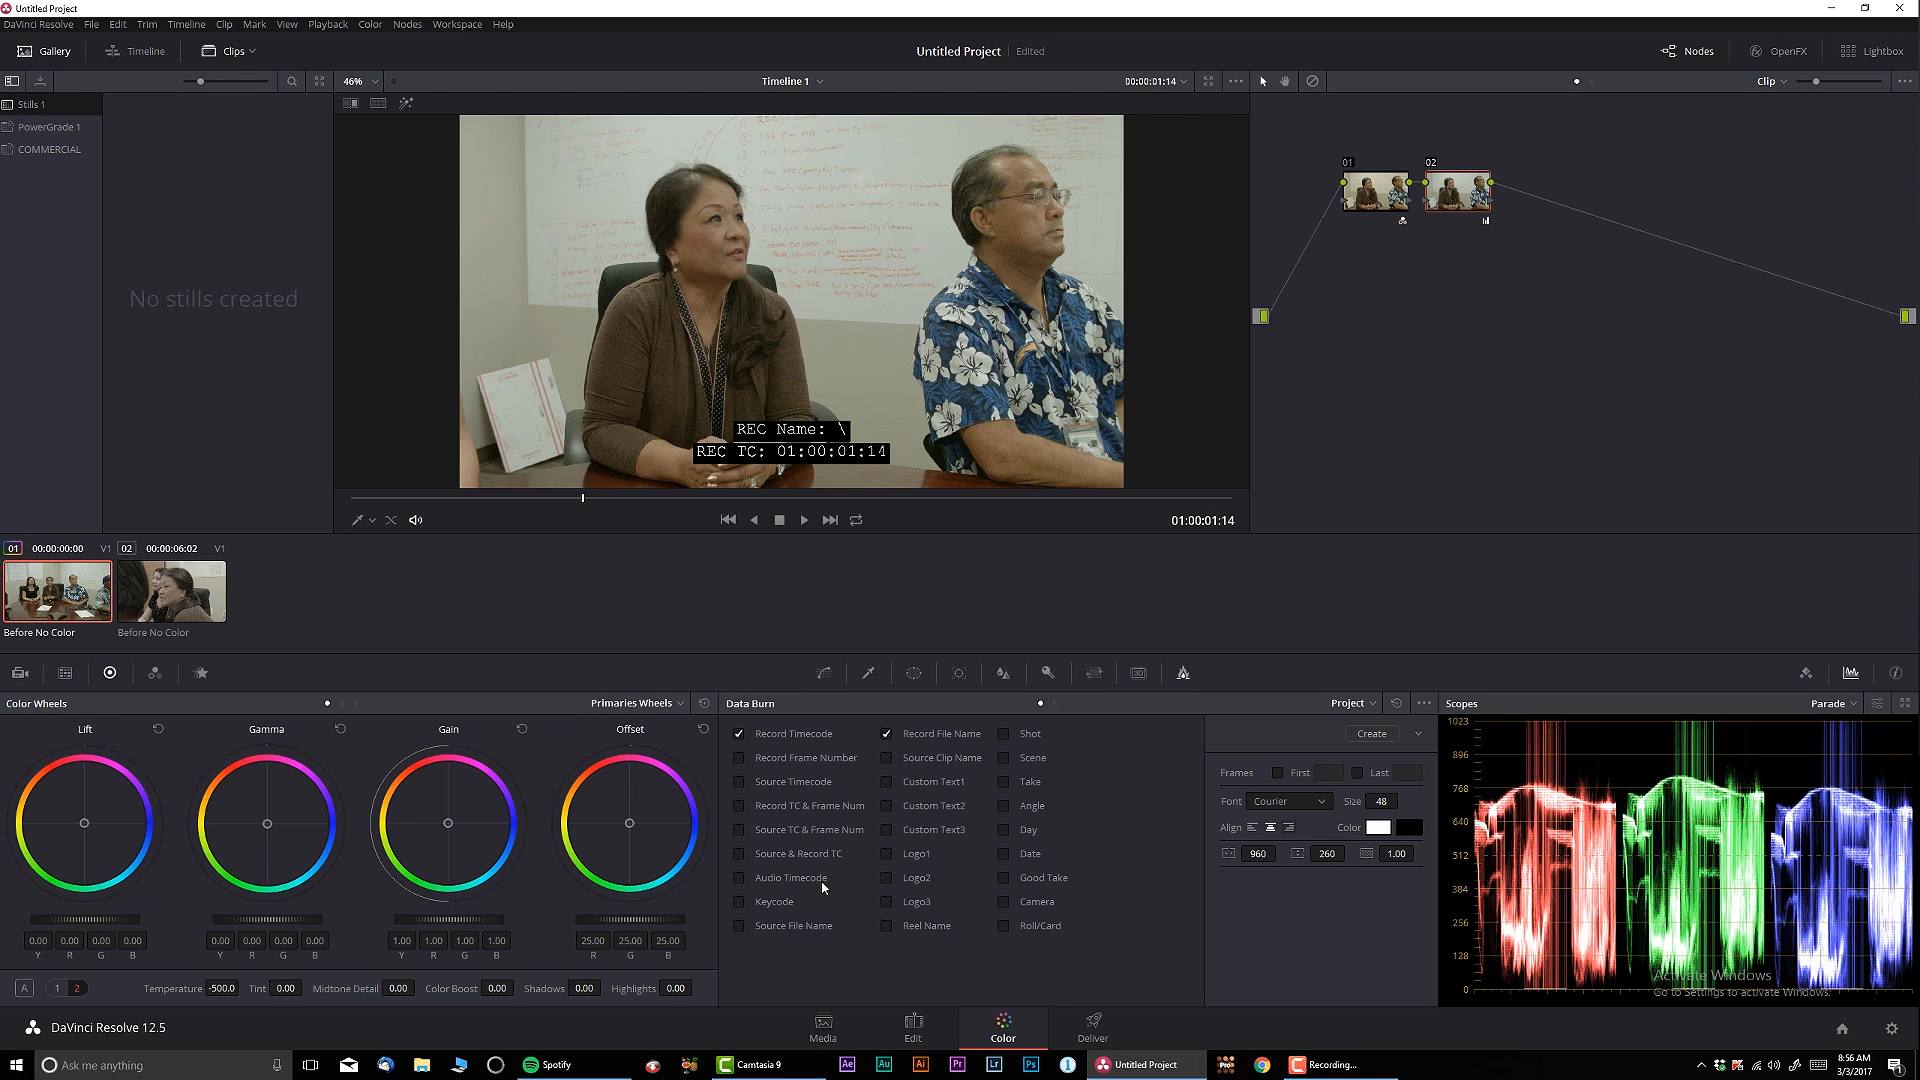 Untitled Project
DaVinci Resolve File Edit Trim Timeline Clip Mark View Playback Color Nodes Workspace Help
Gallery Timeline Clips Untitled Project Edited Nodes OpenFX Lightbox
46% Timeline 1 00:00:01:14 Clip
Stills 1
PowerGrade 1
COMMERCIAL
No stills created
01 02
REC Name: \
REC TC: 01:00:01:14
01:00:01:14
01 00:00:00:00 V1 02 00:00:06:02 V1
Before No Color Before No Color
Color Wheels Primaries Wheels Data Burn Project Scopes Parade
Lift Gamma Gain Offset
Record Timecode Record File Name Shot
Record Frame Number Source Clip Name Scene
Source Timecode Custom Text1 Take
Record TC & Frame Num Custom Text2 Angle
Source TC & Frame Num Custom Text3 Day
Source & Record TC Logo1 Date
Audio Timecode Logo2 Good Take
Keycode Logo3 Camera
Source File Name Reel Name Roll/Card
Create
Frames First Last
Font Courier Size 48
Align Color
960 260 1.00
1023
896
768
640
512
384
256
128
0
0.00 0.00 0.00 0.00 0.00 0.00 0.00 0.00 1.00 1.00 1.00 1.00 25.00 25.00 25.00
Y R G B Y R G B Y R G B R G B
A 1 2 Temperature -500.0 Tint 0.00 Midtone Detail 0.00 Color Boost 0.00 Shadows 0.00 Highlights 0.00
Activate Windows
Go to Settings to activate Windows.
DaVinci Resolve 12.5 Media Edit Color Deliver
Ask me anything Spotify Camtasia 9 Ae Au Ai Pr Lr Ps Untitled Project Recording...
8:56 AM
3/3/2017